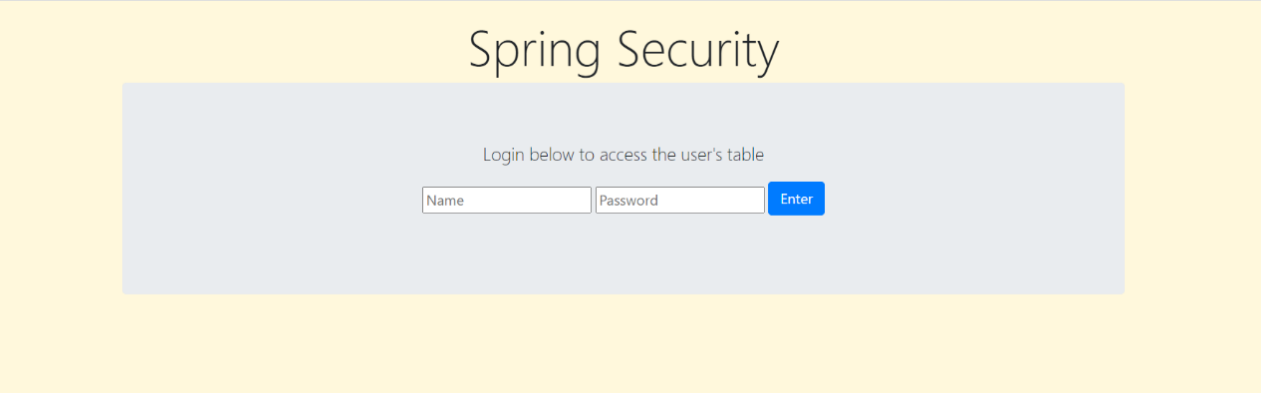 Spring Security
Login below to access the user's table
Name Password Enter